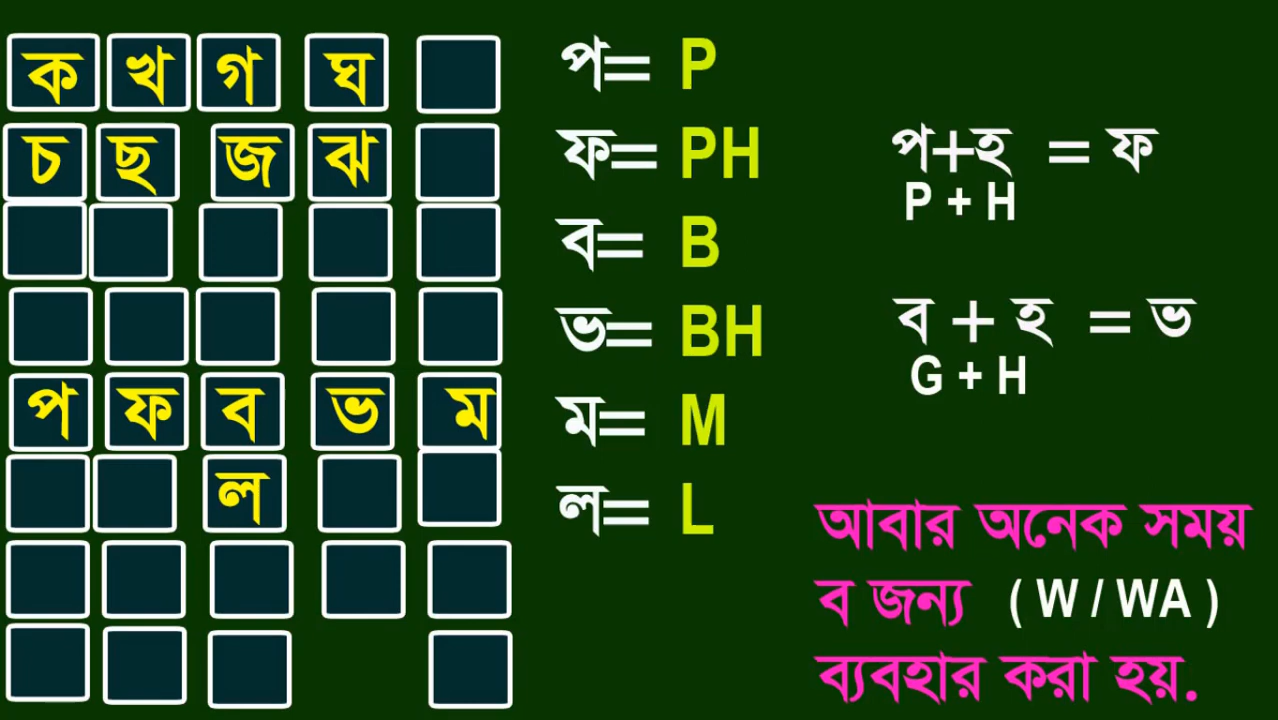 ক খ গ ঘ
চ ছ জ ঝ
প ফ ব ভ ম
ল
প= P
ফ= PH
ব= B
ভ= BH
ম= M
ল= L
প+হ = ফ
P + H
ব + হ = ভ
G + H
আবার অনেক সময়
ব জন্য ( W / WA )
ব্যবহার করা হয়.